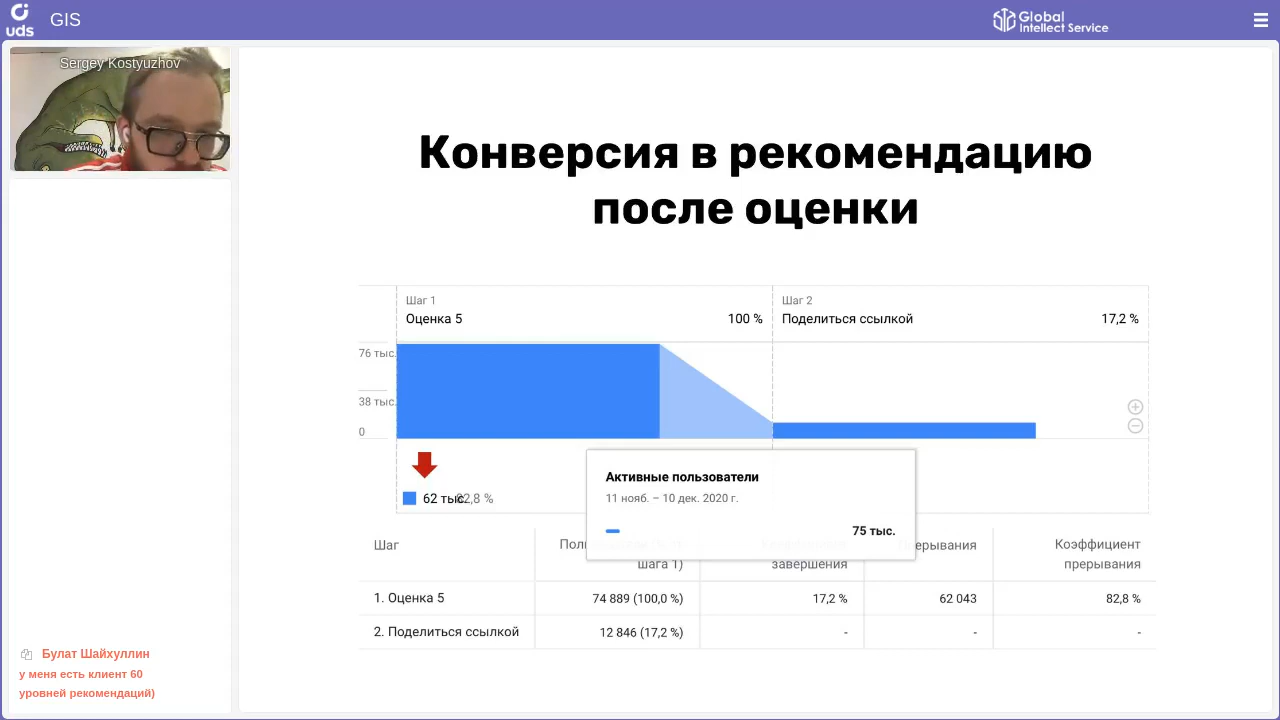 uds
GIS
Global
Intellect Service
Sergey Kostyuzhov
Конверсия в рекомендацию
после оценки
Шаг 1
Оценка 5
100 %
Шаг 2
Поделиться ссылкой
17,2 %
76 тыс.
38 тыс.
0
62 тыс.
82,8 %
Активные пользователи
11 нояб. – 10 дек. 2020 г.
75 тыс.
Шаг
шага 1)
завершения
Коэффициент
прерывания
1. Оценка 5
74 889 (100,0 %)
17,2 %
62 043
82,8 %
2. Поделиться ссылкой
12 846 (17,2 %)
-
-
-
Булат Шайхуллин
у меня есть клиент 60
уровней рекомендаций)